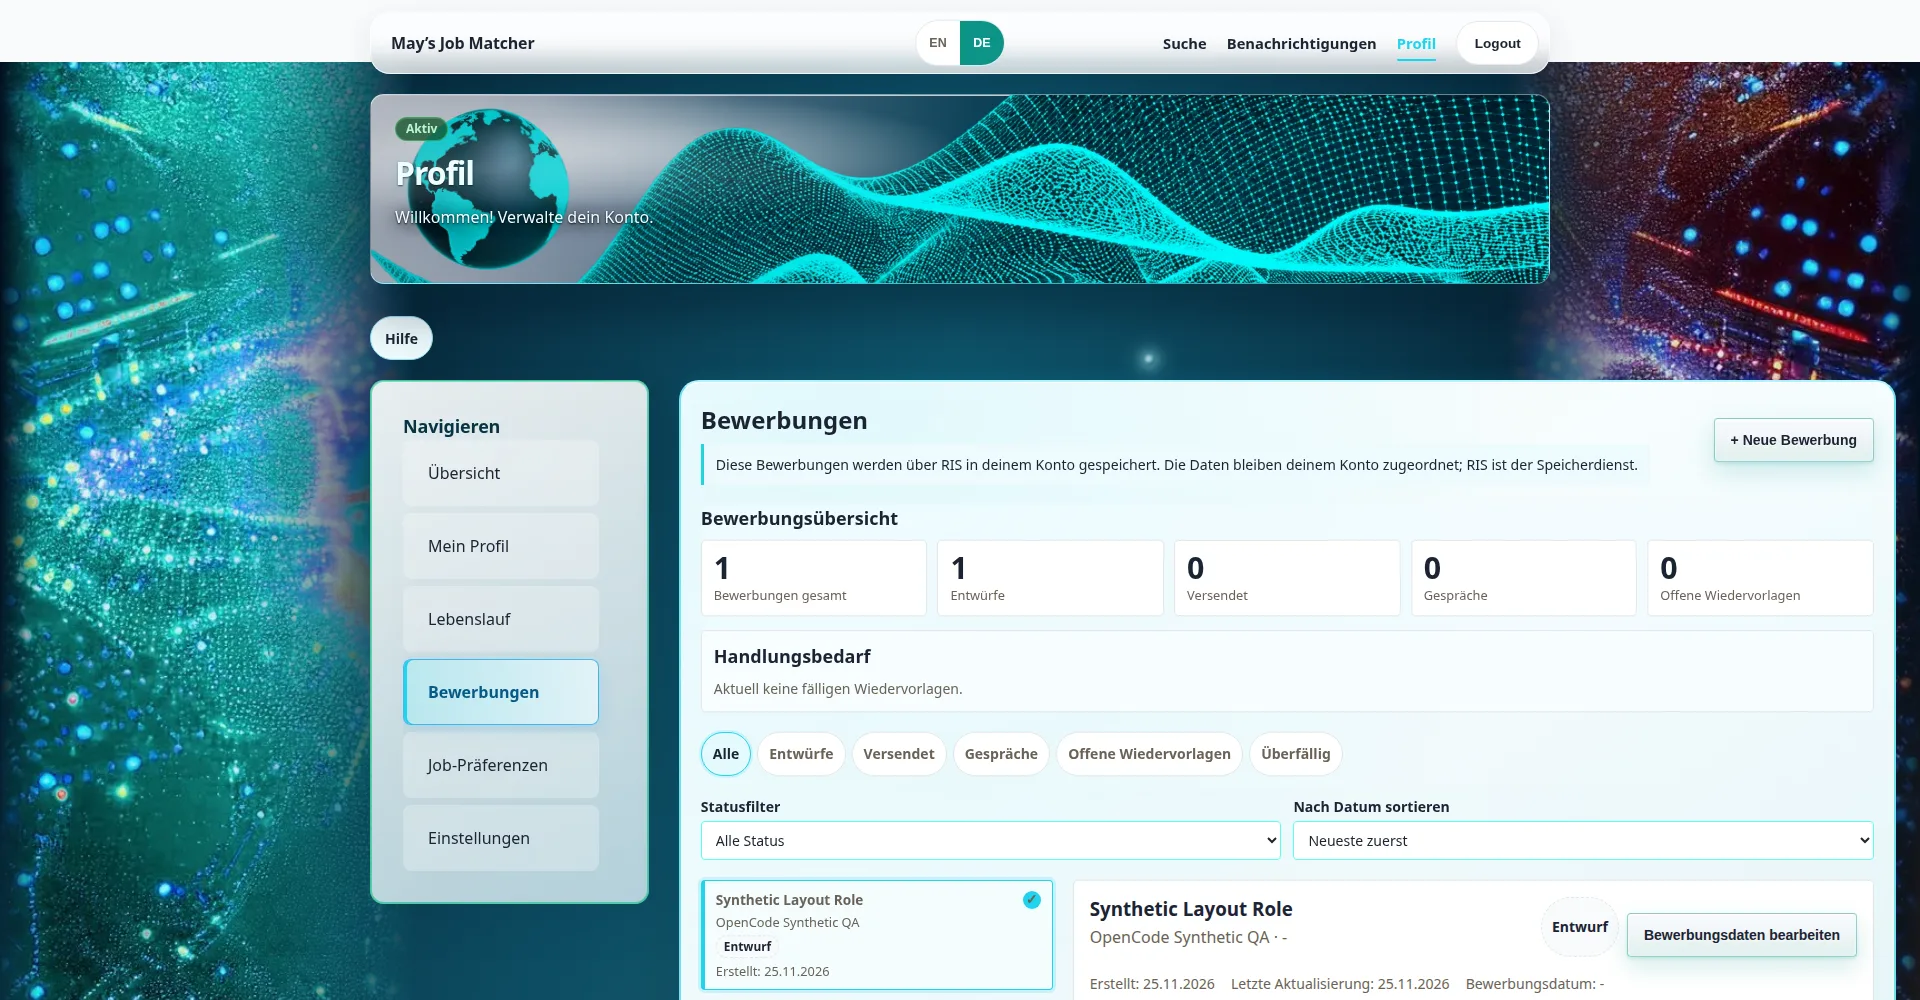 May’s Job Matcher
EN DE
Suche Benachrichtigungen Profil Logout
Aktiv
Profil
Willkommen! Verwalte dein Konto.
Hilfe
Navigieren
Übersicht
Mein Profil
Lebenslauf
Bewerbungen
Job-Präferenzen
Einstellungen
Bewerbungen
+ Neue Bewerbung
Diese Bewerbungen werden über RIS in deinem Konto gespeichert. Die Daten bleiben deinem Konto zugeordnet; RIS ist der Speicherdienst.
Bewerbungsübersicht
1
Bewerbungen gesamt
1
Entwürfe
0
Versendet
0
Gespräche
0
Offene Wiedervorlagen
Handlungsbedarf
Aktuell keine fälligen Wiedervorlagen.
Alle Entwürfe Versendet Gespräche Offene Wiedervorlagen Überfällig
Statusfilter
Alle Status
Nach Datum sortieren
Neueste zuerst
Synthetic Layout Role
OpenCode Synthetic QA
Entwurf
Erstellt: 25.11.2026
Synthetic Layout Role
OpenCode Synthetic QA · -
Entwurf
Bewerbungsdaten bearbeiten
Erstellt: 25.11.2026 Letzte Aktualisierung: 25.11.2026 Bewerbungsdatum: -